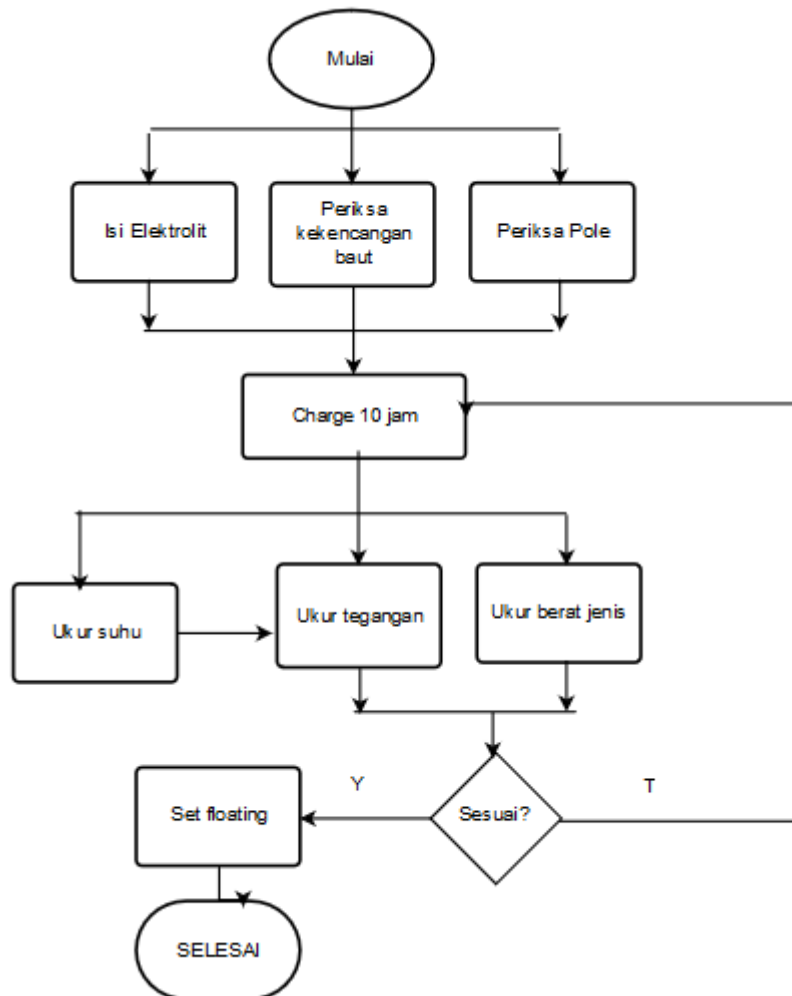 Mulai
Isi Elektrolit
Periksa
kekencangan
baut
Periksa Pole
Charge 10 jam
Ukur suhu
Ukur tegangan
Ukur berat jenis
Set floating
Y
Sesuai?
T
SELESAI